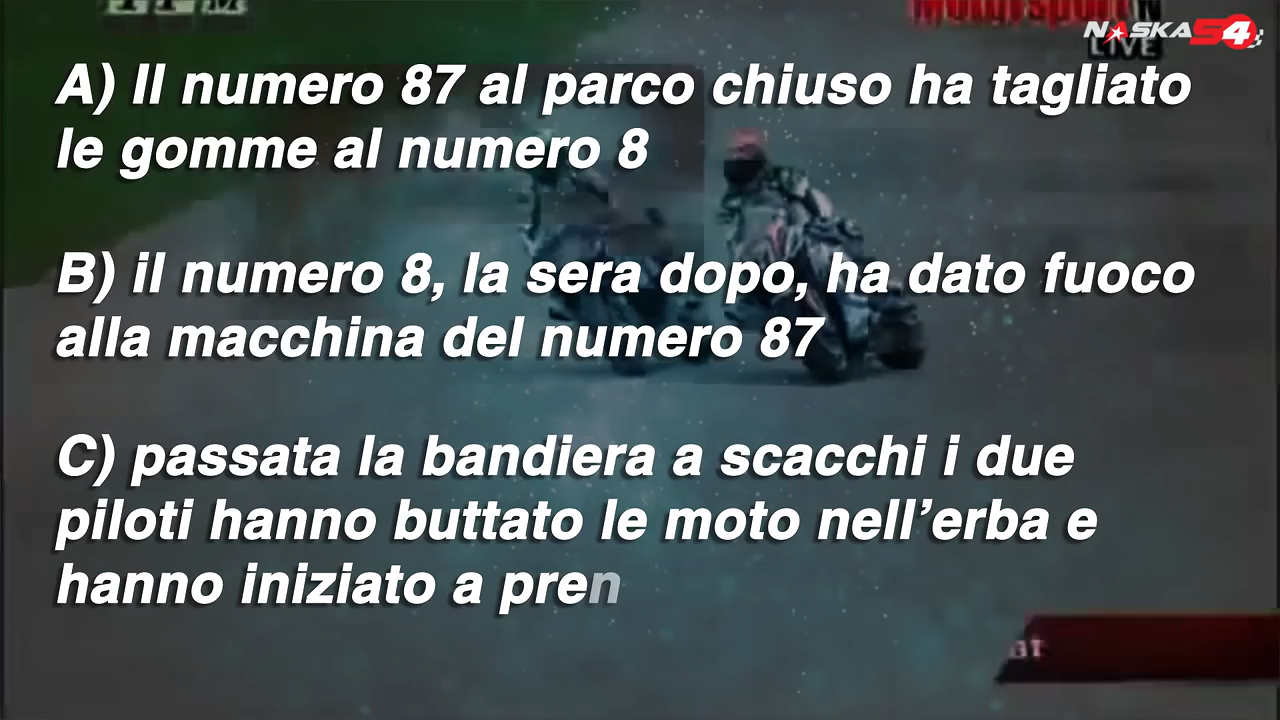 NASKA54
LIVE
A) Il numero 87 al parco chiuso ha tagliato
le gomme al numero 8
B) il numero 8, la sera dopo, ha dato fuoco
alla macchina del numero 87
C) passata la bandiera a scacchi i due
piloti hanno buttato le moto nell’erba e
hanno iniziato a pren